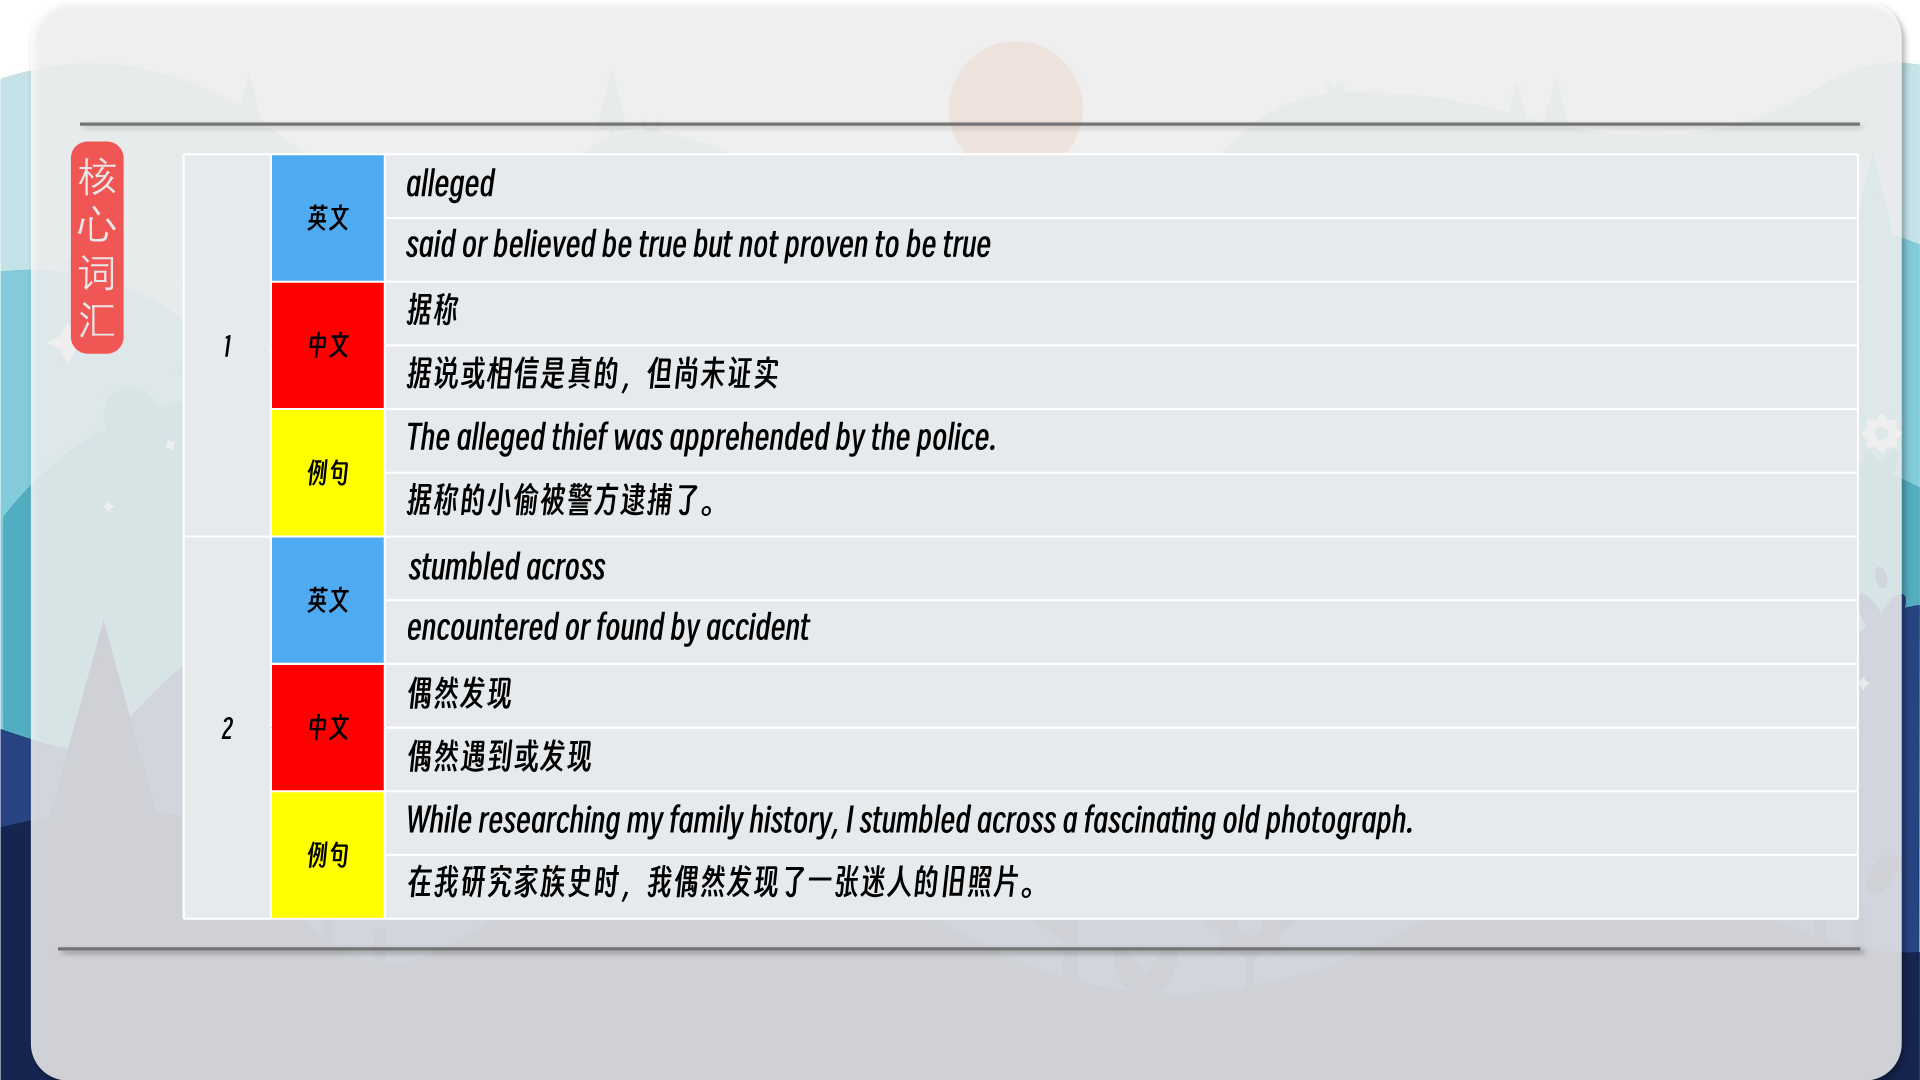 核
心
词
汇
1
英文
alleged
said or believed be true but not proven to be true
中文
据称
据说或相信是真的，但尚未证实
例句
The alleged thief was apprehended by the police.
据称的小偷被警方逮捕了。
2
英文
stumbled across
encountered or found by accident
中文
偶然发现
偶然遇到或发现
例句
While researching my family history, I stumbled across a fascinating old photograph.
在我研究家族史时，我偶然发现了一张迷人的旧照片。